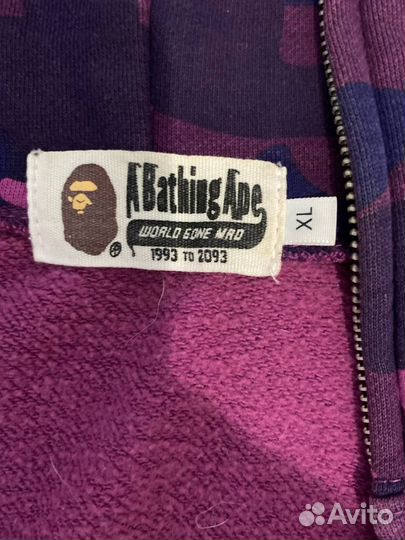 A Bathing Ape
®
WORLD GONE MAD
1993 TO 2093
XL
Avito